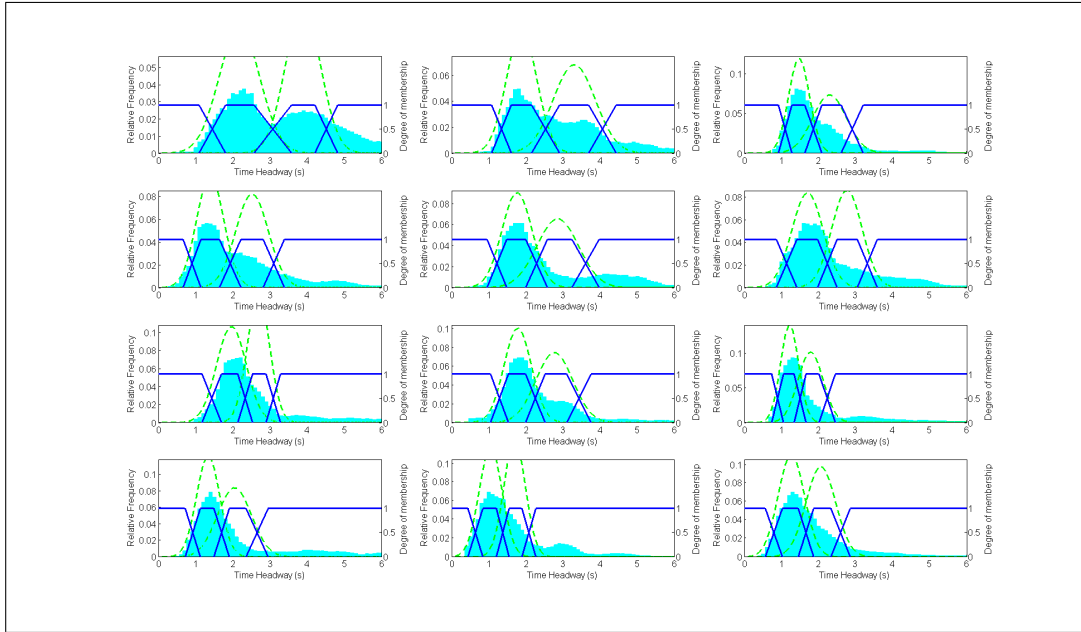 0.05
0.04
0.03
0.02
0.01
0
Relative Frequency
0 1 2 3 4 5 6
Time Headway (s)
1
0.5
0
Degree of membership
0.06
0.04
0.02
0
Relative Frequency
0 1 2 3 4 5 6
Time Headway (s)
1
0.5
0
Degree of membership
0.1
0.05
0
Relative Frequency
0 1 2 3 4 5 6
Time Headway (s)
1
0.5
0
Degree of membership
0.08
0.06
0.04
0.02
0
Relative Frequency
0 1 2 3 4 5 6
Time Headway (s)
1
0.5
0
Degree of membership
0.08
0.06
0.04
0.02
0
Relative Frequency
0 1 2 3 4 5 6
Time Headway (s)
1
0.5
0
Degree of membership
0.08
0.06
0.04
0.02
0
Relative Frequency
0 1 2 3 4 5 6
Time Headway (s)
1
0.5
0
Degree of membership
0.1
0.08
0.06
0.04
0.02
0
Relative Frequency
0 1 2 3 4 5 6
Time Headway (s)
1
0.5
0
Degree of membership
0.1
0.08
0.06
0.04
0.02
0
Relative Frequency
0 1 2 3 4 5 6
Time Headway (s)
1
0.5
0
Degree of membership
0.1
0.05
0
Relative Frequency
0 1 2 3 4 5 6
Time Headway (s)
1
0.5
0
Degree of membership
0.1
0.08
0.06
0.04
0.02
0
Relative Frequency
0 1 2 3 4 5 6
Time Headway (s)
1
0.5
0
Degree of membership
0.1
0.08
0.06
0.04
0.02
0
Relative Frequency
0 1 2 3 4 5 6
Time Headway (s)
1
0.5
0
Degree of membership
0.1
0.08
0.06
0.04
0.02
0
Relative Frequency
0 1 2 3 4 5 6
Time Headway (s)
1
0.5
0
Degree of membership